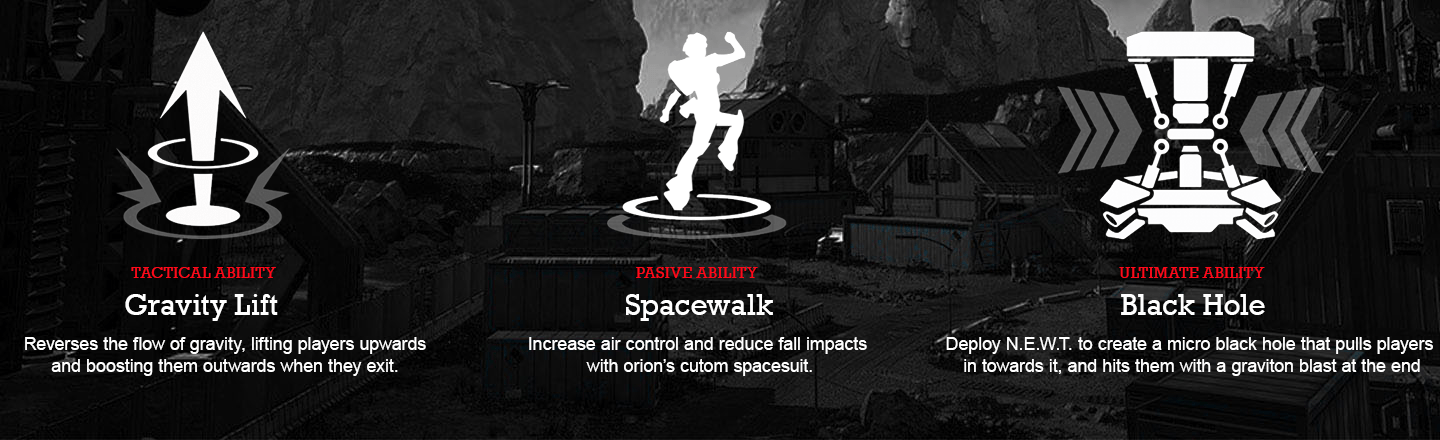 TACTICAL ABILITY
Gravity Lift
Reverses the flow of gravity, lifting players upwards
and boosting them outwards when they exit.
PASIVE ABILITY
Spacewalk
Increase air control and reduce fall impacts
with orion's cutom spacesuit.
ULTIMATE ABILITY
Black Hole
Deploy N.E.W.T. to create a micro black hole that pulls players
in towards it, and hits them with a graviton blast at the end